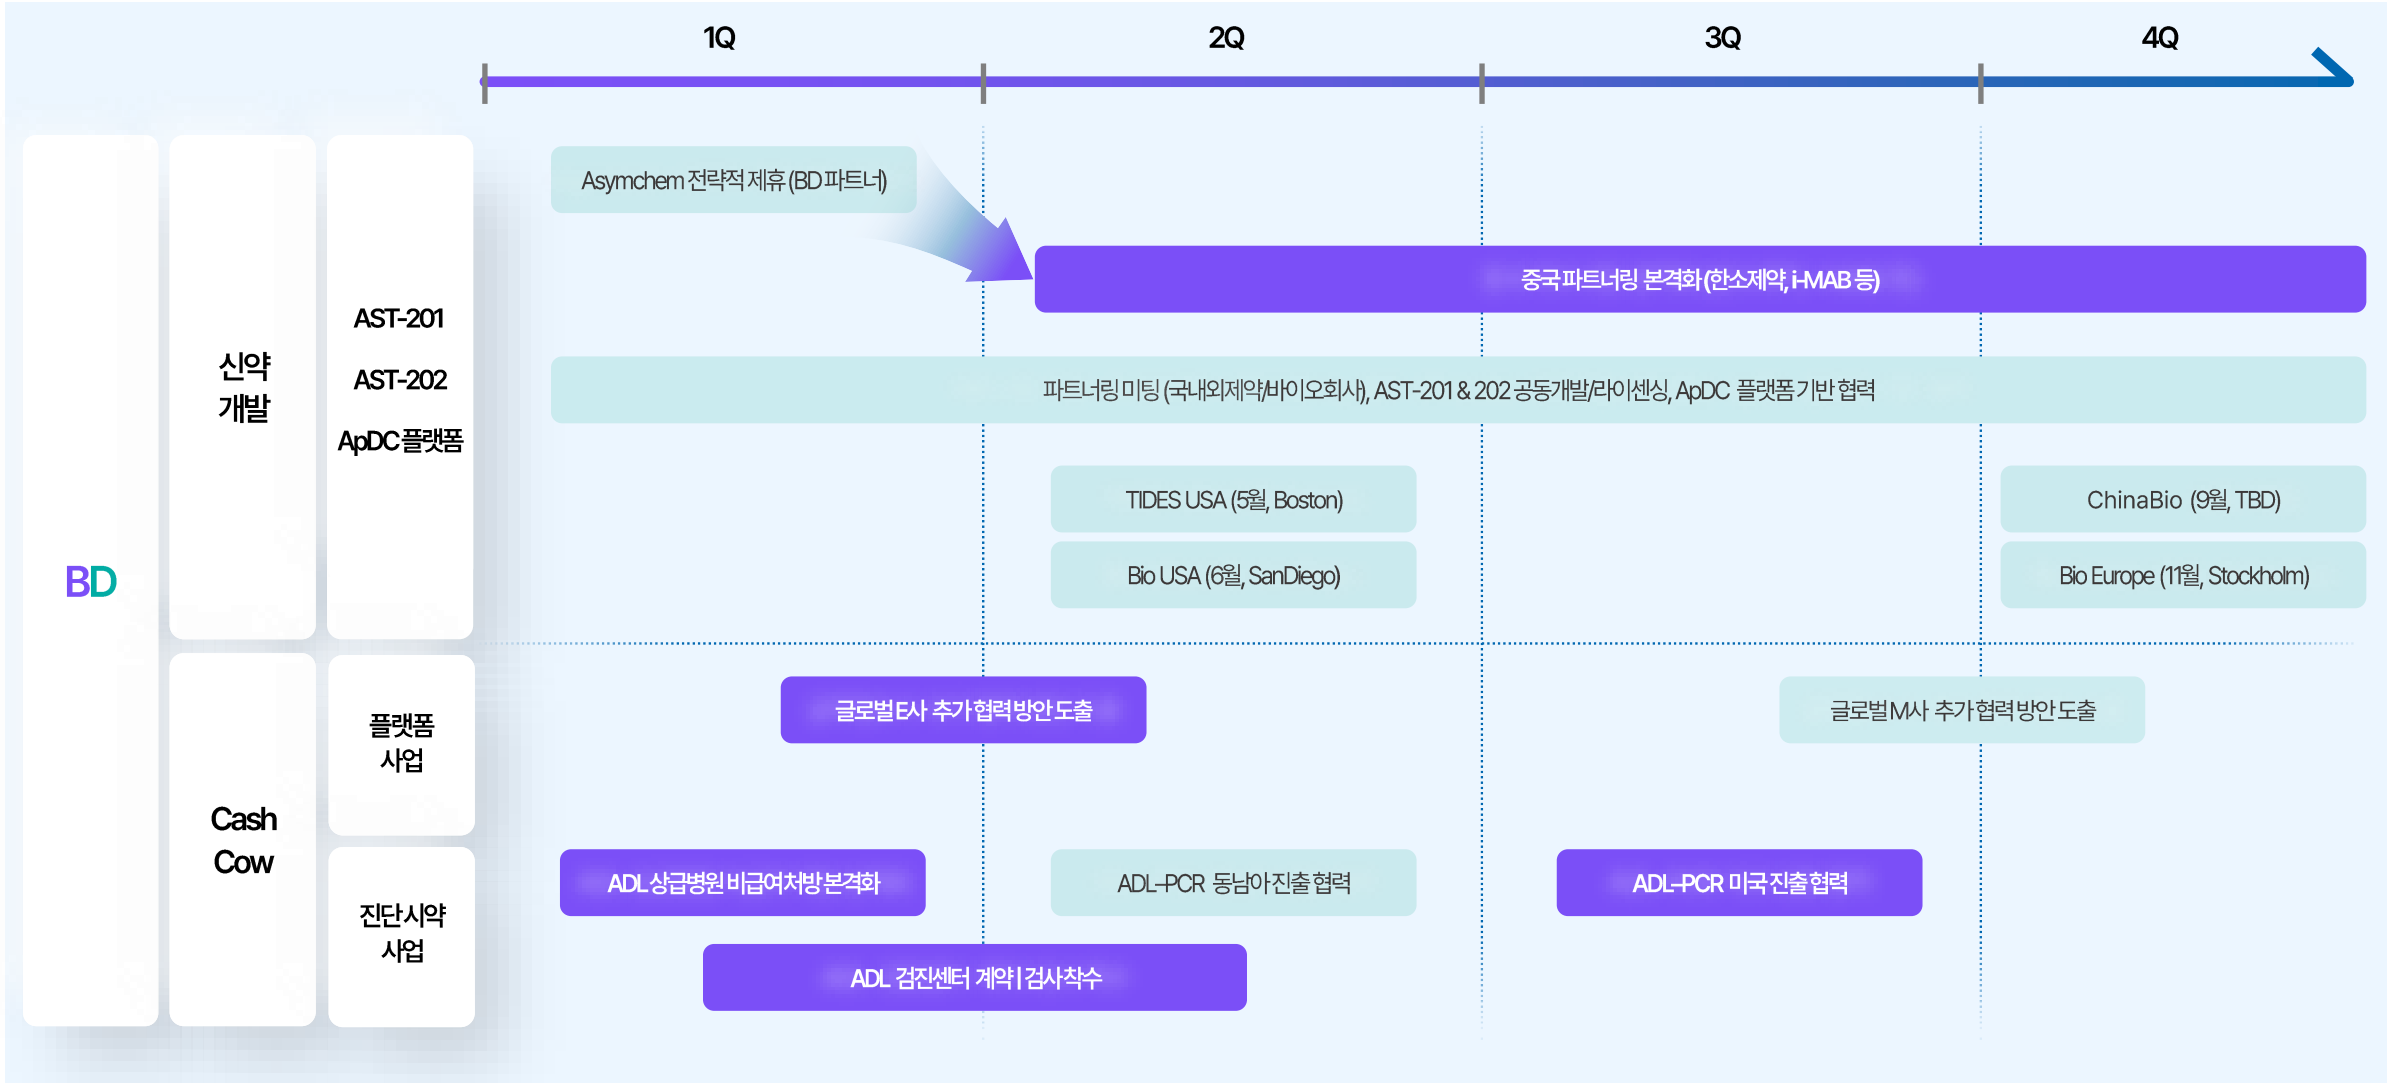 1Q
2Q
3Q
4Q
BD
신약
개발
AST-201
AST-202
ApDC 플랫폼
Asymchem 전략적 제휴 (BD 파트너)
중국 파트너링 본격화 (한소제약, i-MAB 등)
파트너링 미팅 (국내외제약/바이오회사), AST-201 & 202 공동개발/라이센싱, ApDC 플랫폼 기반 협력
TIDES USA (5월, Boston)
ChinaBio (9월, TBD)
Bio USA (6월, SanDiego)
Bio Europe (11월, Stockholm)
Cash
Cow
플랫폼
사업
글로벌 E사 추가 협력 방안 도출
글로벌 M사 추가 협력 방안 도출
진단 시약
사업
ADL 상급병원 비급여 처방 본격화
ADL-PCR 동남아 진출 협력
ADL-PCR 미국 진출 협력
ADL 검진센터 계약 | 검사 착수